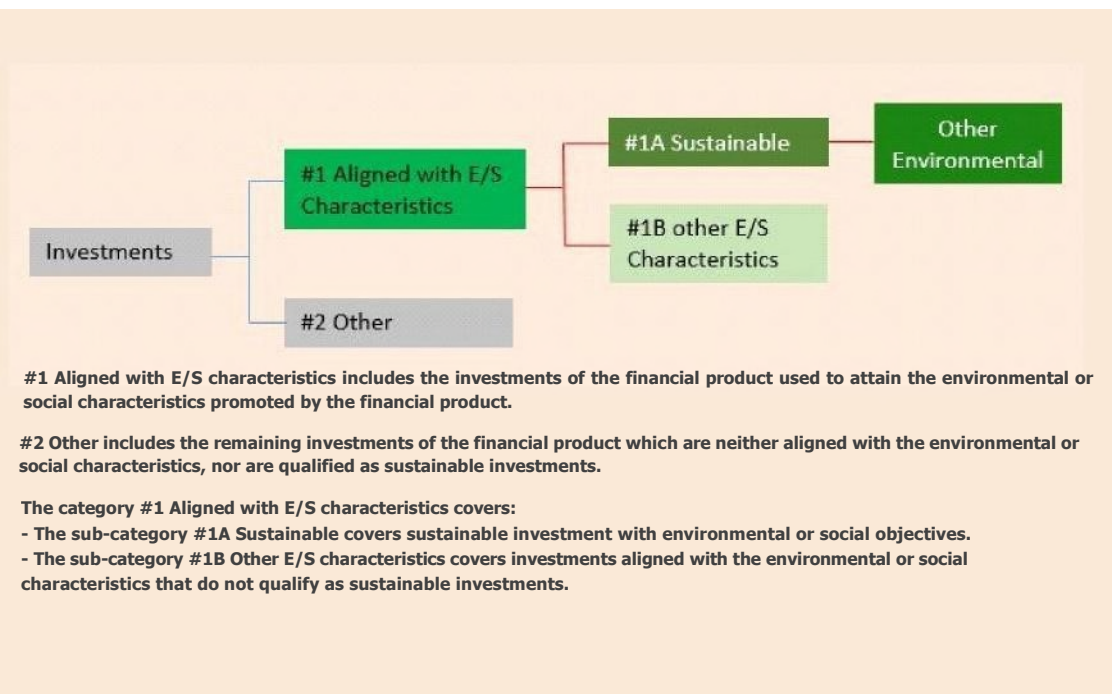 Other
Environmental
#1A Sustainable
#1 Aligned with E/S
Characteristics
#1B other E/S
Characteristics
Investments
#2 Other
#1 Aligned with E/S characteristics includes the investments of the financial product used to attain the environmental or
social characteristics promoted by the financial product.
#2 Other includes the remaining investments of the financial product which are neither aligned with the environmental or
social characteristics, nor are qualified as sustainable investments.
The category #1 Aligned with E/S characteristics covers:
- The sub-category #1A Sustainable covers sustainable investment with environmental or social objectives.
- The sub-category #1B Other E/S characteristics covers investments aligned with the environmental or social
characteristics that do not qualify as sustainable investments.